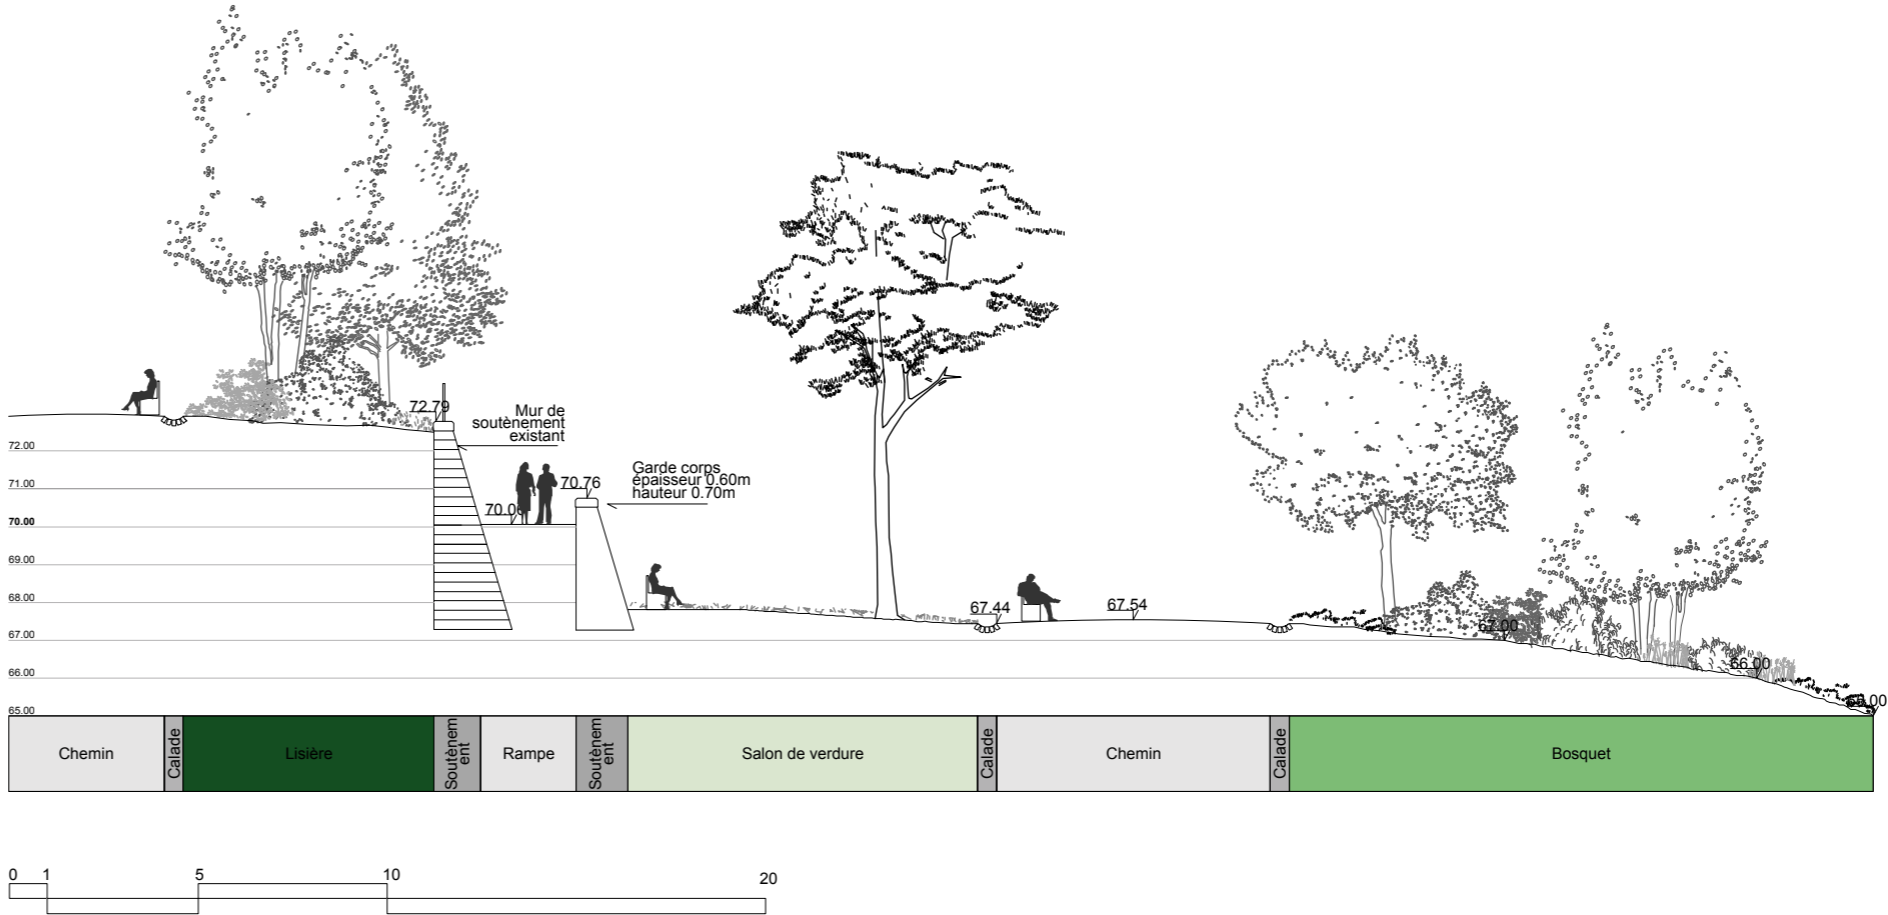 72.79
Mur de
soutènement
existant
72.00
71.00
70.76
Garde corps
épaisseur 0.60m
hauteur 0.70m
70.00
70.06
69.00
68.00
67.44
67.54
67.00
67.00
66.00
66.00
65.00
65.00
Chemin
Calade
Lisière
Soutènem
ent
Rampe
Soutènem
ent
Salon de verdure
Calade
Chemin
Calade
Bosquet
0 1 5 10 20